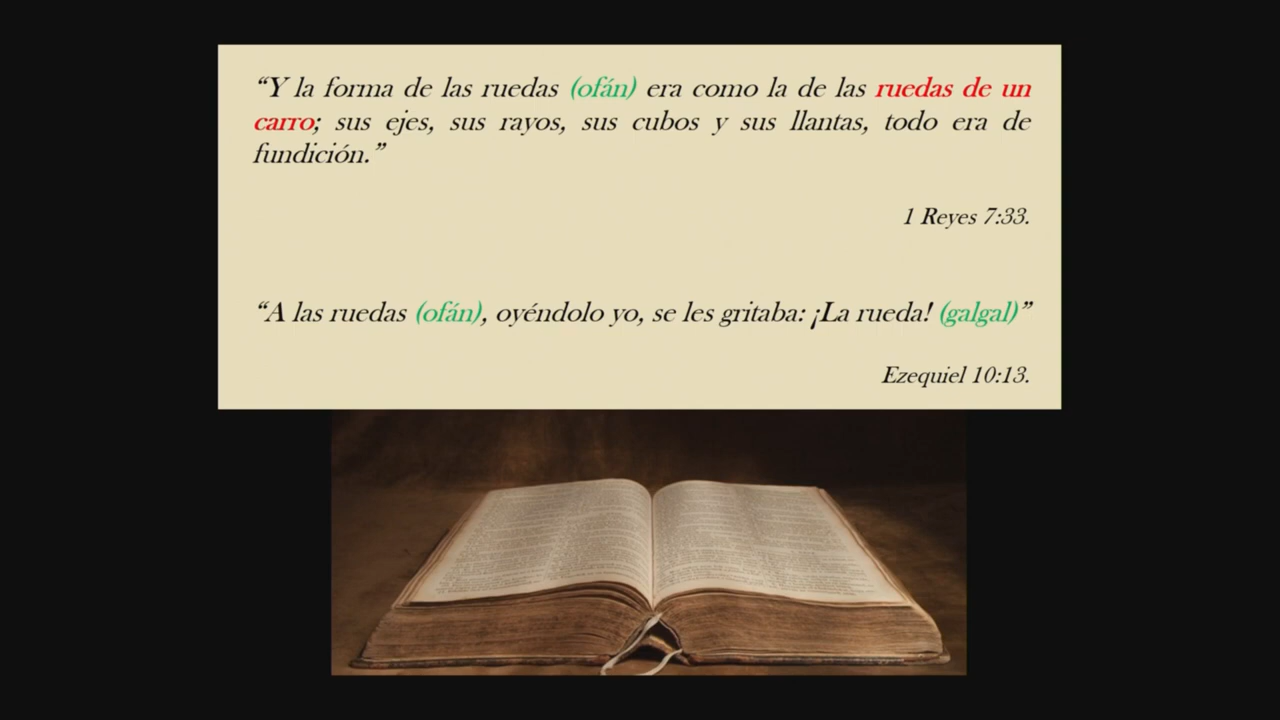 “Y la forma de las ruedas (ofán) era como la de las ruedas de un
carro; sus ejes, sus rayos, sus cubos y sus llantas, todo era de
fundición.”
1 Reyes 7:33.
“A las ruedas (ofán), oyéndolo yo, se les gritaba: ¡La rueda! (galgal)”
Ezequiel 10:13.